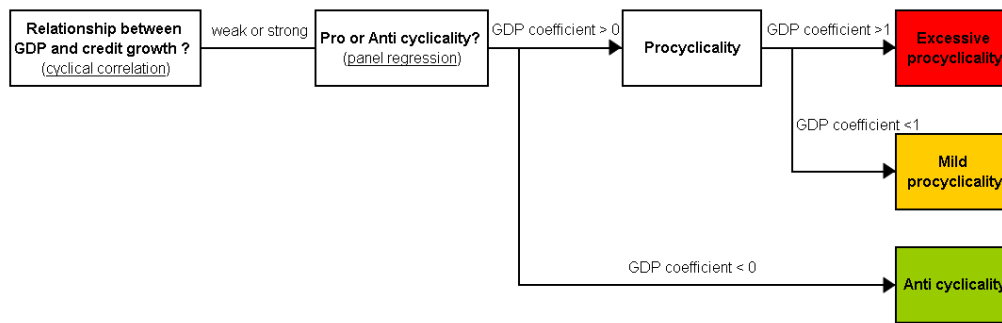 Relationship between
GDP and credit growth ?
(cyclical correlation)
weak or strong
Pro or Anti cyclicality?
(panel regression)
GDP coefficient > 0
Procyclicality
GDP coefficient >1
Excessive
procyclicality
GDP coefficient <1
Mild
procyclicality
GDP coefficient < 0
Anti cyclicality